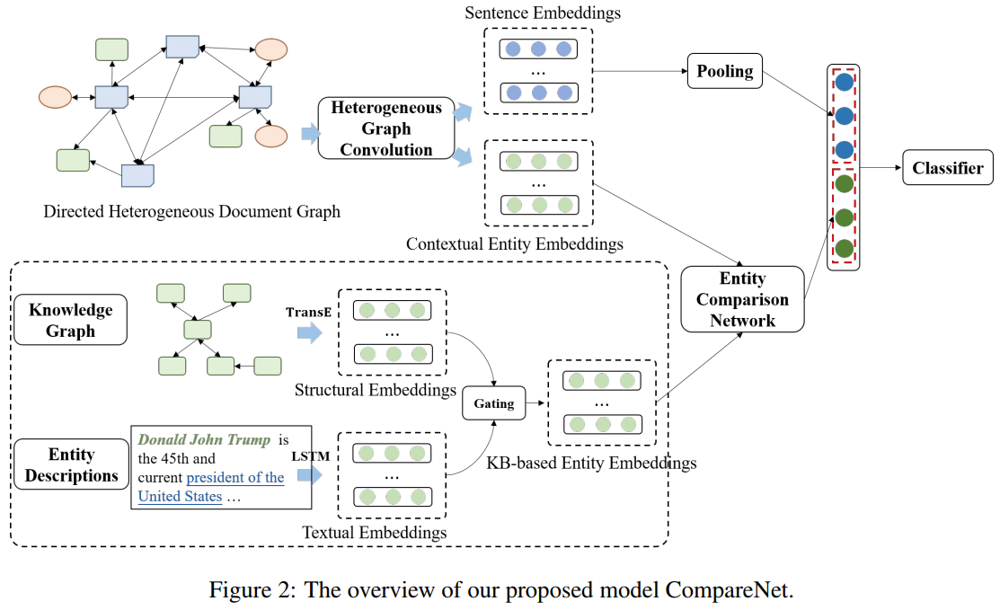 Sentence Embeddings
...
Pooling
Heterogeneous
Graph
Convolution
Classifier
...
Directed Heterogeneous Document Graph
Contextual Entity Embeddings
Entity
Comparison
Network
Knowledge
Graph
TransE
...
Structural Embeddings
Gating
...
KB-based Entity Embeddings
Entity
Descriptions
Donald John Trump is
the 45th and
current president of the
United States ...
LSTM
...
Textual Embeddings
Figure 2: The overview of our proposed model CompareNet.